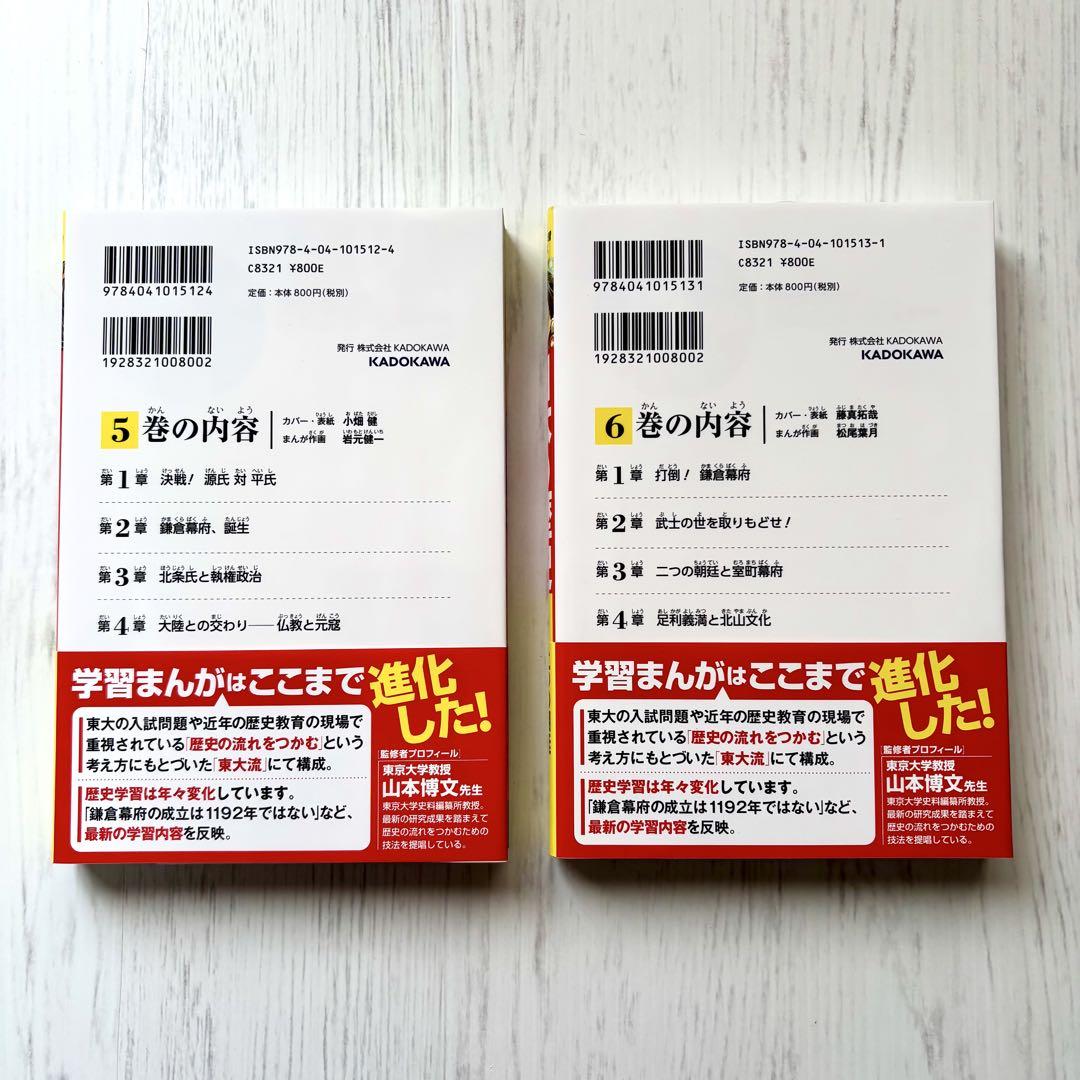 ISBN978-4-04-101512-4
C8321 ¥800E
定価:本体800円(税別)
9784041015124
1928321008002
発行 株式会社KADOKAWA
KADOKAWA
5 巻の内容
カバー・表紙 小畑 健
まんが作画 岩元健一
第1章 決戦! 源氏 対 平氏
第2章 鎌倉幕府、誕生
第3章 北条氏と執権政治
第4章 大陸との交わり──仏教と元寇
学習まんがはここまで
進化
した!
東大の入試問題や近年の歴史教育の現場で
重視されている「歴史の流れをつかむ」という
考え方にもとづいた「東大流」にて構成。
歴史学習は年々変化しています。
「鎌倉幕府の成立は1192年ではない」など、
最新の学習内容を反映。
[監修者プロフィール]
東京大学教授
山本博文先生
東京大学史料編纂所教授。
最新の研究成果を踏まえて
歴史の流れをつかむための
技法を提唱している。
ISBN978-4-04-101513-1
C8321 ¥800E
定価:本体800円(税別)
9784041015131
1928321008002
発行 株式会社KADOKAWA
KADOKAWA
6 巻の内容
カバー・表紙 藤真拓哉
まんが作画 松尾葉月
第1章 打倒! 鎌倉幕府
第2章 武士の世を取りもどせ!
第3章 二つの朝廷と室町幕府
第4章 足利義満と北山文化
学習まんがはここまで
進化
した!
東大の入試問題や近年の歴史教育の現場で
重視されている「歴史の流れをつかむ」という
考え方にもとづいた「東大流」にて構成。
歴史学習は年々変化しています。
「鎌倉幕府の成立は1192年ではない」など、
最新の学習内容を反映。
[監修者プロフィール]
東京大学教授
山本博文先生
東京大学史料編纂所教授。
最新の研究成果を踏まえて
歴史の流れをつかむための
技法を提唱している。